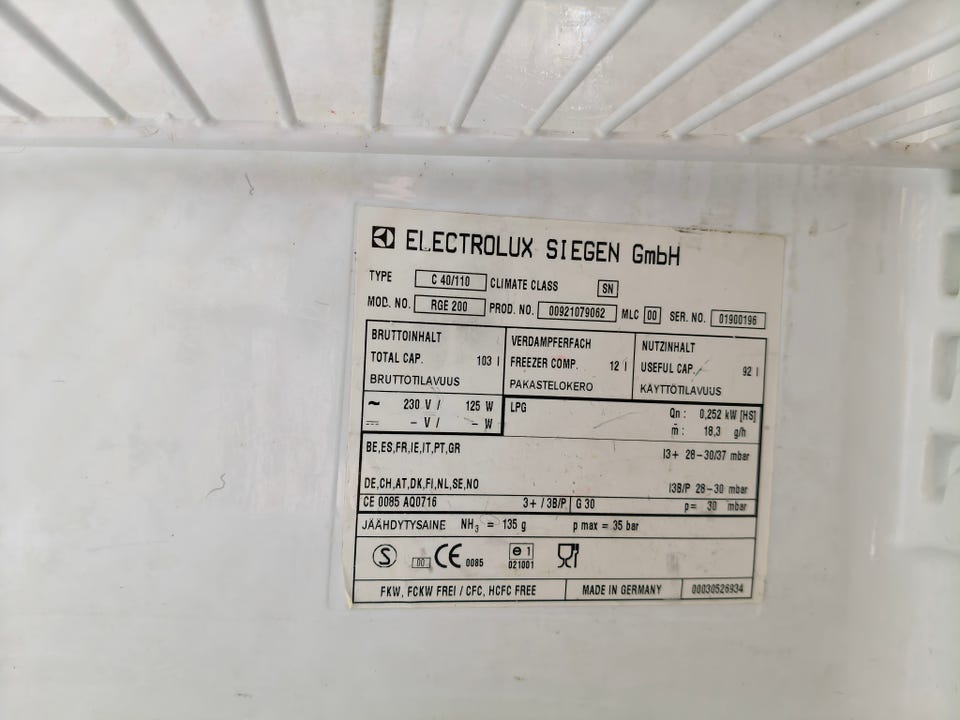 ELECTROLUX SIEGEN GmbH
TYPE C 40/110 CLIMATE CLASS SN
MOD. NO. RGE 200 PROD. NO. 00921079062 MLC 00 SER. NO. 01900196
BRUTTOINHALT VERDAMPFERFACH NUTZINHALT
TOTAL CAP. 103 l FREEZER COMP. 12 l USEFUL CAP. 92 l
BRUTTOTILAVUUS PAKASTELOKERO KÄYTTÖTILAVUUS
~ 230 V / 125 W LPG Qn : 0,252 kW [HS]
– V / – W m̄ : 18,3 g/h
BE,ES,FR,IE,IT,PT,GR I3+ 28–30/37 mbar
DE,CH,AT,DK,FI,NL,SE,NO I3B/P 28–30 mbar
CE 0085 AQ0716 3+ / 3B/P G 30 p= 30 mbar
JÄÄHDYTYSAINE NH₃ = 135 g p max = 35 bar
S 00 CE 0085 e 1
021001
FKW, FCKW FREI / CFC, HCFC FREE MADE IN GERMANY 00030526934